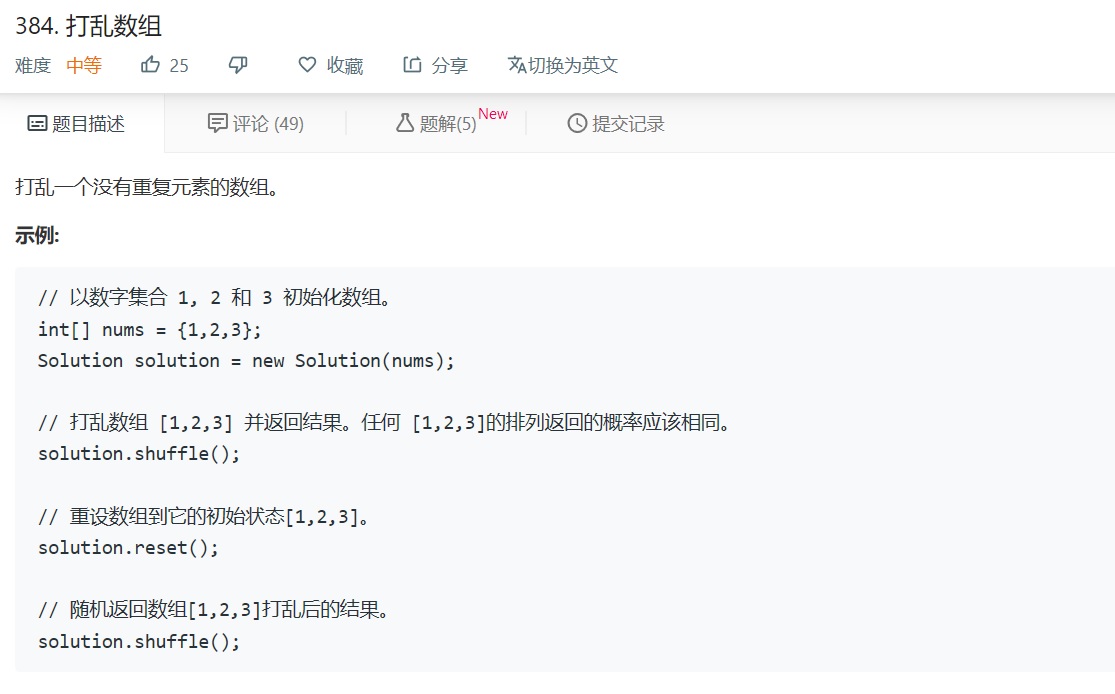 384. 打乱数组
难度 中等 25 收藏 分享 切换为英文
题目描述 评论 (49) 题解(5) New 提交记录
打乱一个没有重复元素的数组。
示例:
// 以数字集合 1, 2 和 3 初始化数组。
int[] nums = {1,2,3};
Solution solution = new Solution(nums);
// 打乱数组 [1,2,3] 并返回结果。任何 [1,2,3]的排列返回的概率应该相同。
solution.shuffle();
// 重设数组到它的初始状态[1,2,3]。
solution.reset();
// 随机返回数组[1,2,3]打乱后的结果。
solution.shuffle();